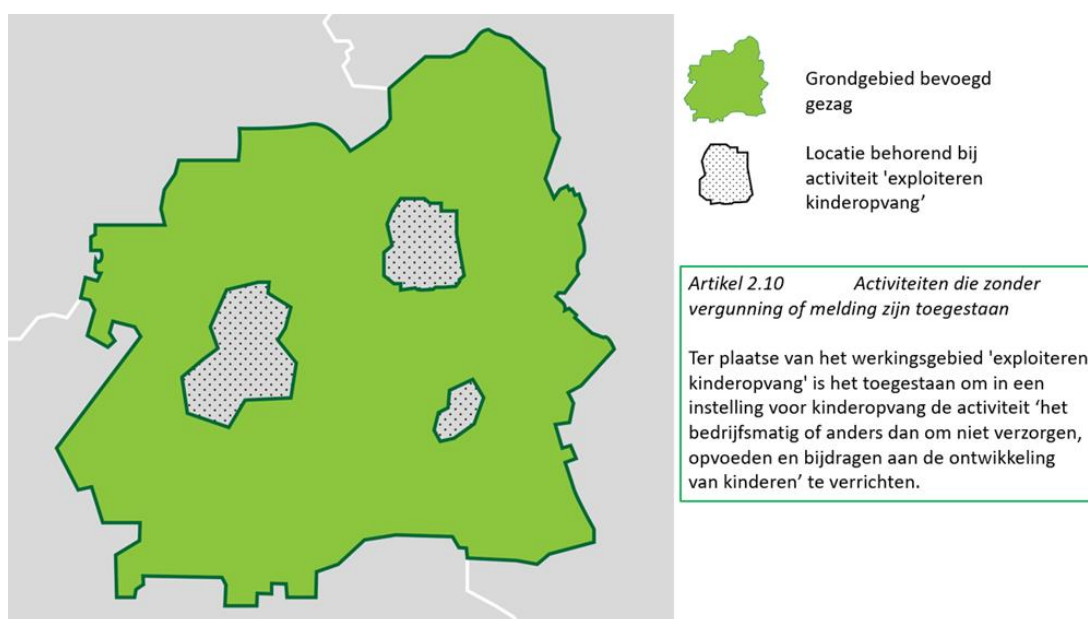 Grondgebied bevoegd
gezag
Locatie behorend bij
activiteit 'exploiteren
kinderopvang’
Artikel 2.10 Activiteiten die zonder
vergunning of melding zijn toegestaan
Ter plaatse van het werkingsgebied 'exploiteren
kinderopvang' is het toegestaan om in een
instelling voor kinderopvang de activiteit ‘het
bedrijfsmatig of anders dan om niet verzorgen,
opvoeden en bijdragen aan de ontwikkeling
van kinderen’ te verrichten.